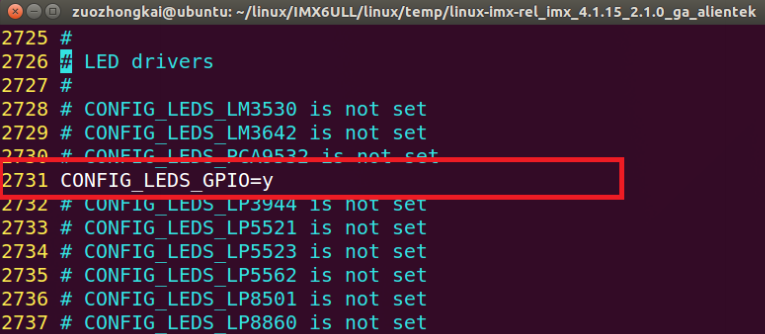 zuozhongkai@ubuntu: ~/linux/IMX6ULL/linux/temp/linux-imx-rel_imx_4.1.15_2.1.0_ga_alientek
2725 #
2726 # LED drivers
2727 #
2728 # CONFIG_LEDS_LM3530 is not set
2729 # CONFIG_LEDS_LM3642 is not set
2730 # CONFIG_LEDS_PCA9532 is not set
2731 CONFIG_LEDS_GPIO=y
2732 # CONFIG_LEDS_LP3944 is not set
2733 # CONFIG_LEDS_LP5521 is not set
2734 # CONFIG_LEDS_LP5523 is not set
2735 # CONFIG_LEDS_LP5562 is not set
2736 # CONFIG_LEDS_LP8501 is not set
2737 # CONFIG_LEDS_LP8860 is not set